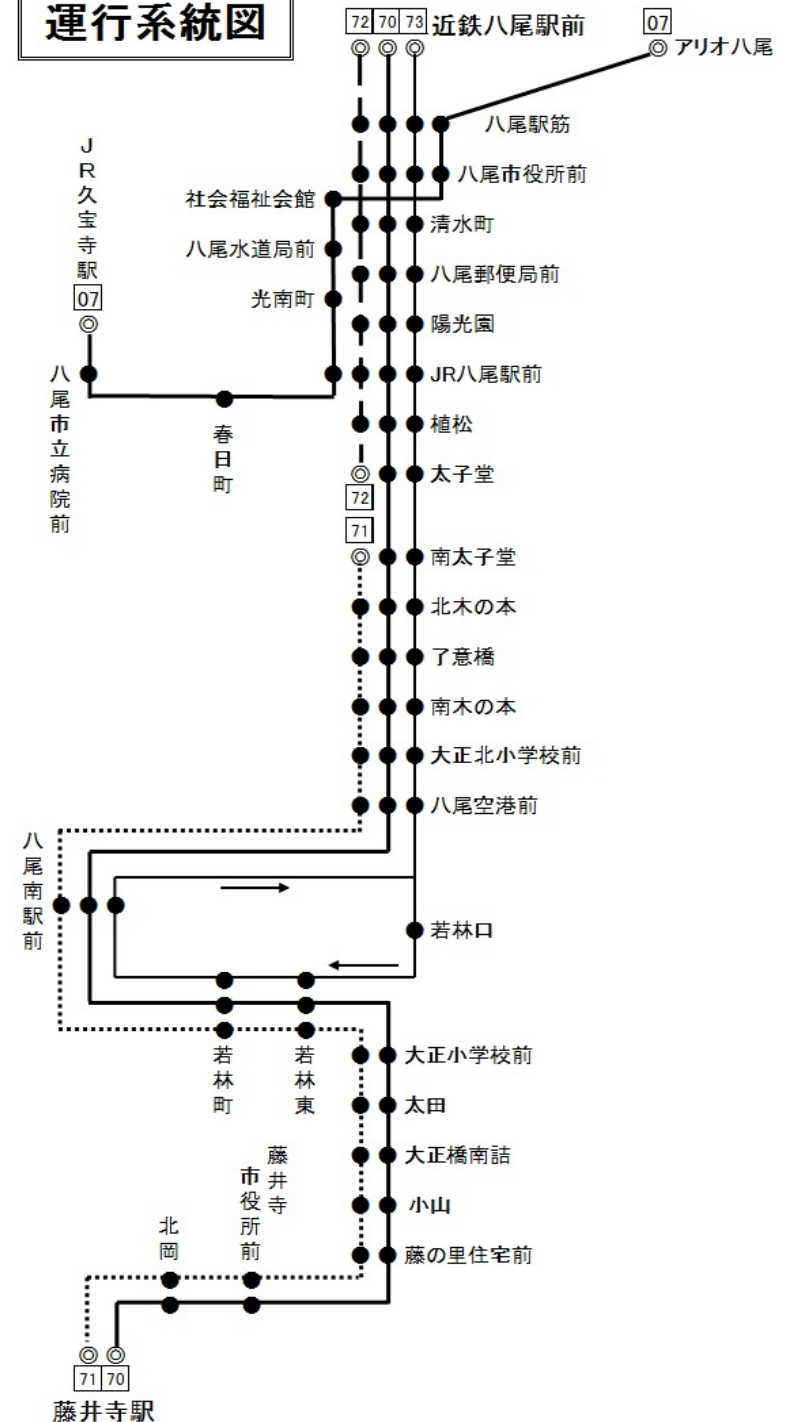 運行系統図
72 70 73 近鉄八尾駅前
07
アリオ八尾
八尾駅筋
八尾市役所前
社会福祉会館
清水町
八尾水道局前
八尾郵便局前
光南町
陽光園
JR久宝寺駅
07
八尾市立病院前
春日町
JR八尾駅前
植松
太子堂
72
71
南太子堂
北木の本
了意橋
南木の本
大正北小学校前
八尾空港前
八尾南駅前
若林口
若林町
若林東
大正小学校前
太田
大正橋南詰
小山
藤の里住宅前
藤井寺
市役所前
北岡
71 70
藤井寺駅